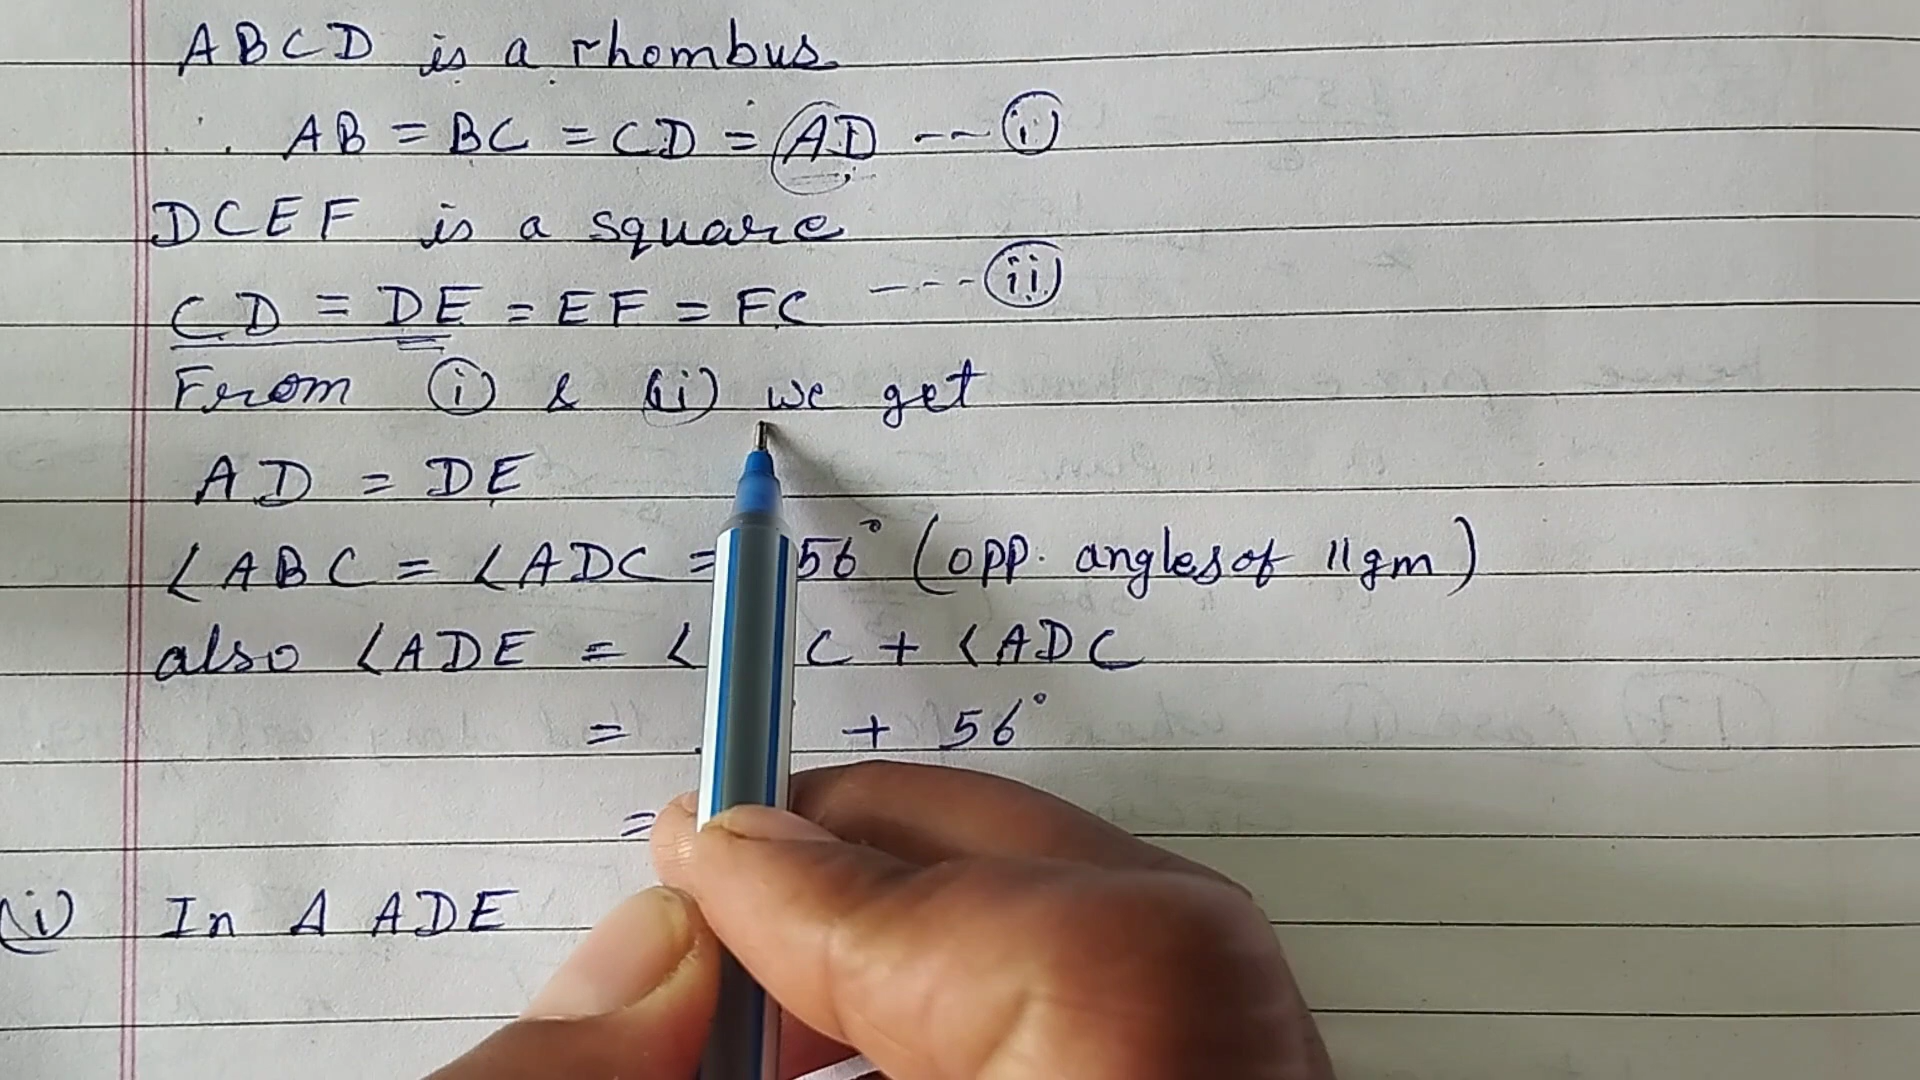 ABCD is a rhombus
∴ AB = BC = CD = AD --- (i)
DCEF is a square
CD = DE = EF = FC ---- (ii)
From (i) & (ii) we get
AD = DE
∠ABC = ∠ADC = 56° (opp. angles of ||gm)
also ∠ADE = ∠ C + ∠ADC
= + 56°
=
(i) In Δ ADE